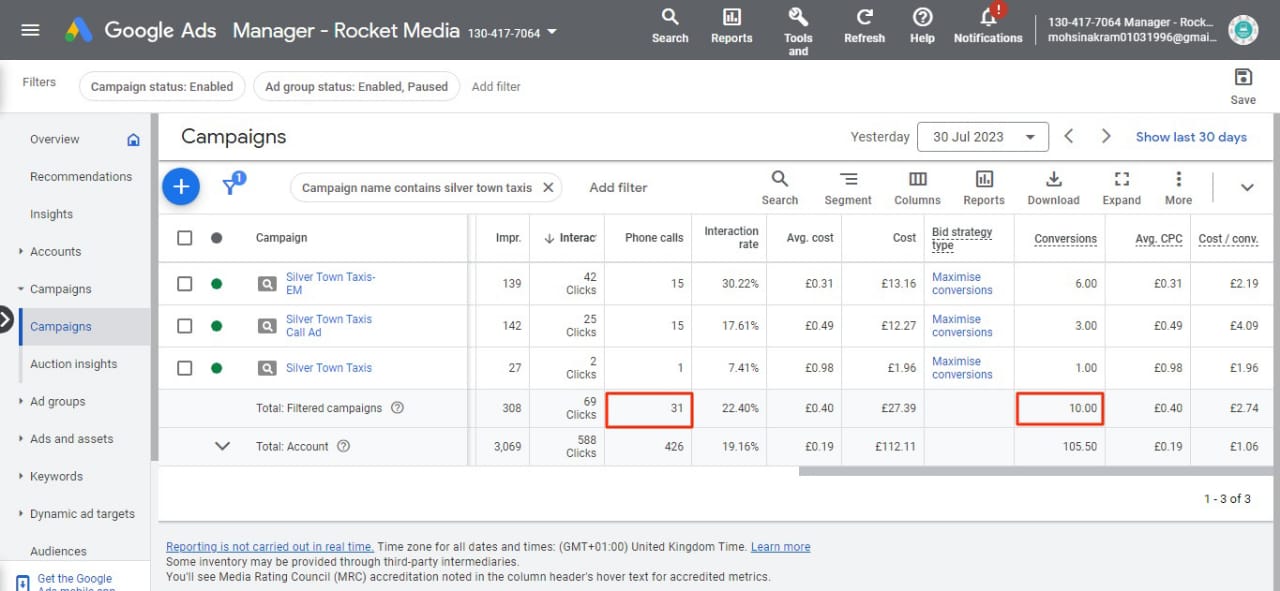 Google Ads Manager - Rocket Media 130-417-7064
Search
Reports
Tools and
Refresh
Help
!
Notifications
130-417-7064 Manager - Rock...
mohsinakram01031996@gmai...
Filters
Campaign status: Enabled
Ad group status: Enabled, Paused
Add filter
Save
Overview
Recommendations
Insights
Accounts
Campaigns
Campaigns
Auction insights
Ad groups
Ads and assets
Keywords
Dynamic ad targets
Audiences
Get the Google
Ads mobile app
Campaigns
Yesterday
30 Jul 2023
Show last 30 days
1
Campaign name contains silver town taxis
Add filter
Search
Segment
Columns
Reports
Download
Expand
More
Campaign Impr. Interac Phone calls Interaction rate Avg. cost Cost Bid strategy type Conversions Avg. CPC Cost / conv.
Silver Town Taxis-EM 139 42 Clicks 15 30.22% £0.31 £13.16 Maximise conversions 6.00 £0.31 £2.19
Silver Town Taxis Call Ad 142 25 Clicks 15 17.61% £0.49 £12.27 Maximise conversions 3.00 £0.49 £4.09
Silver Town Taxis 27 2 Clicks 1 7.41% £0.98 £1.96 Maximise conversions 1.00 £0.98 £1.96
Total: Filtered campaigns 308 69 Clicks 31 22.40% £0.40 £27.39 10.00 £0.40 £2.74
Total: Account 3,069 588 Clicks 426 19.16% £0.19 £112.11 105.50 £0.19 £1.06
1 - 3 of 3
Reporting is not carried out in real time. Time zone for all dates and times: (GMT+01:00) United Kingdom Time. Learn more
Some inventory may be provided through third-party intermediaries.
You'll see Media Rating Council (MRC) accreditation noted in the column header's hover text for accredited metrics.